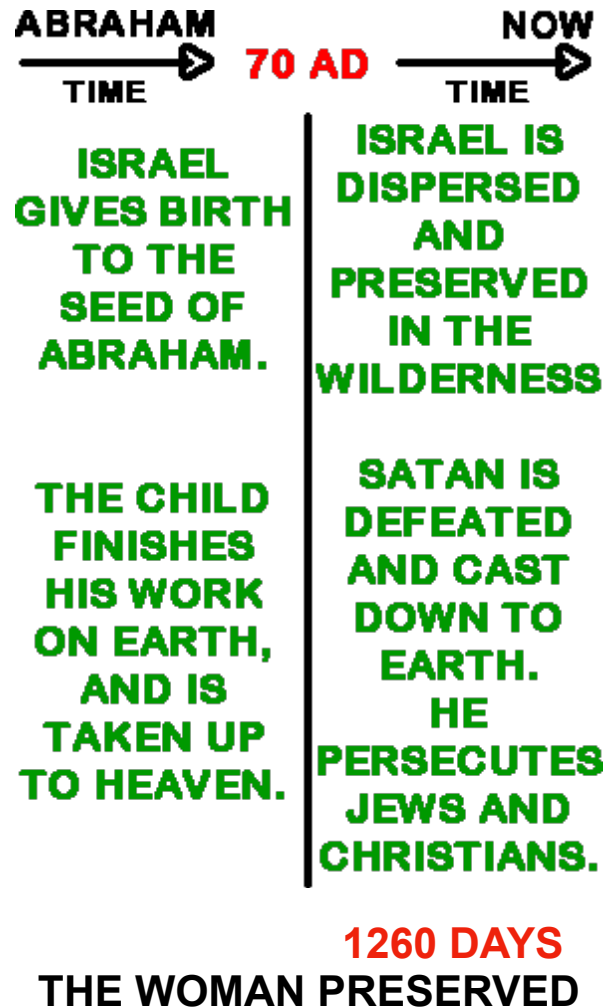 ABRAHAM
TIME
70 AD
NOW
TIME
ISRAEL
GIVES BIRTH
TO THE
SEED OF
ABRAHAM.
THE CHILD
FINISHES
HIS WORK
ON EARTH,
AND IS
TAKEN UP
TO HEAVEN.
ISRAEL IS
DISPERSED
AND
PRESERVED
IN THE
WILDERNESS
SATAN IS
DEFEATED
AND CAST
DOWN TO
EARTH.
HE
PERSECUTES
JEWS AND
CHRISTIANS.
1260 DAYS
THE WOMAN PRESERVED